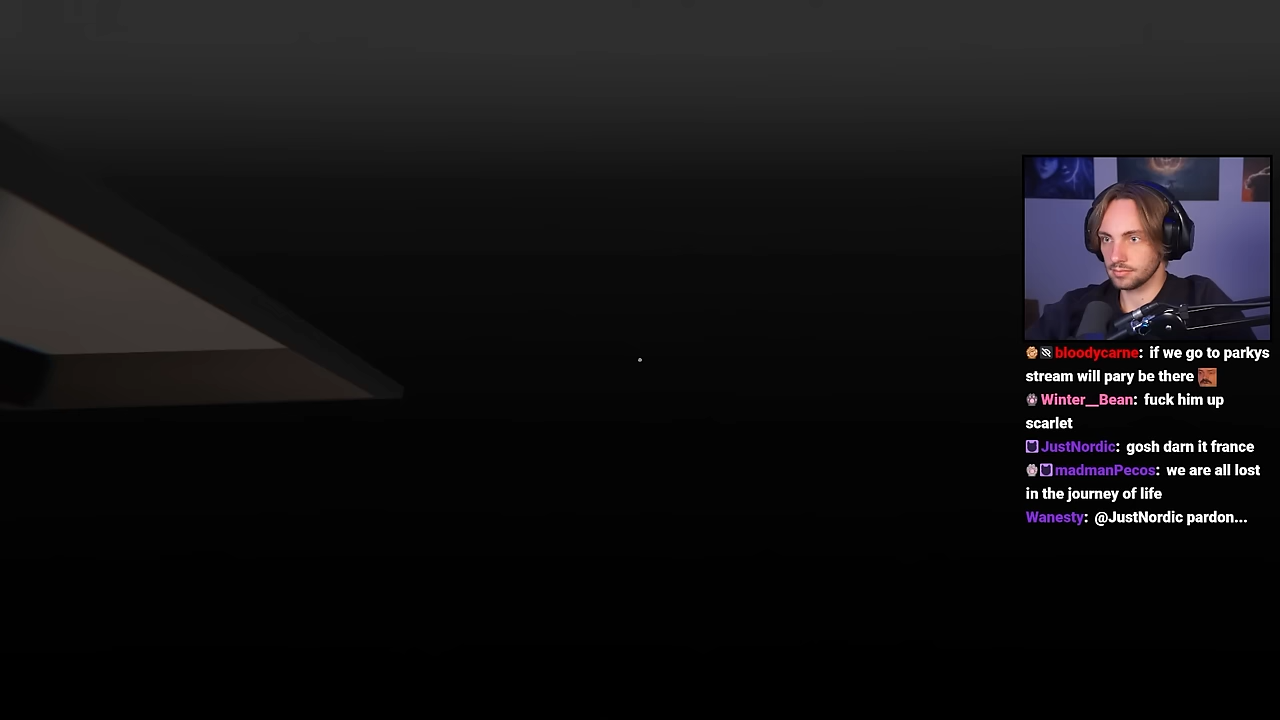 bloodycarne: if we go to parkys
stream will pary be there
Winter__Bean: fuck him up
scarlet
JustNordic: gosh darn it france
madmanPecos: we are all lost
in the journey of life
Wanesty: @JustNordic pardon...